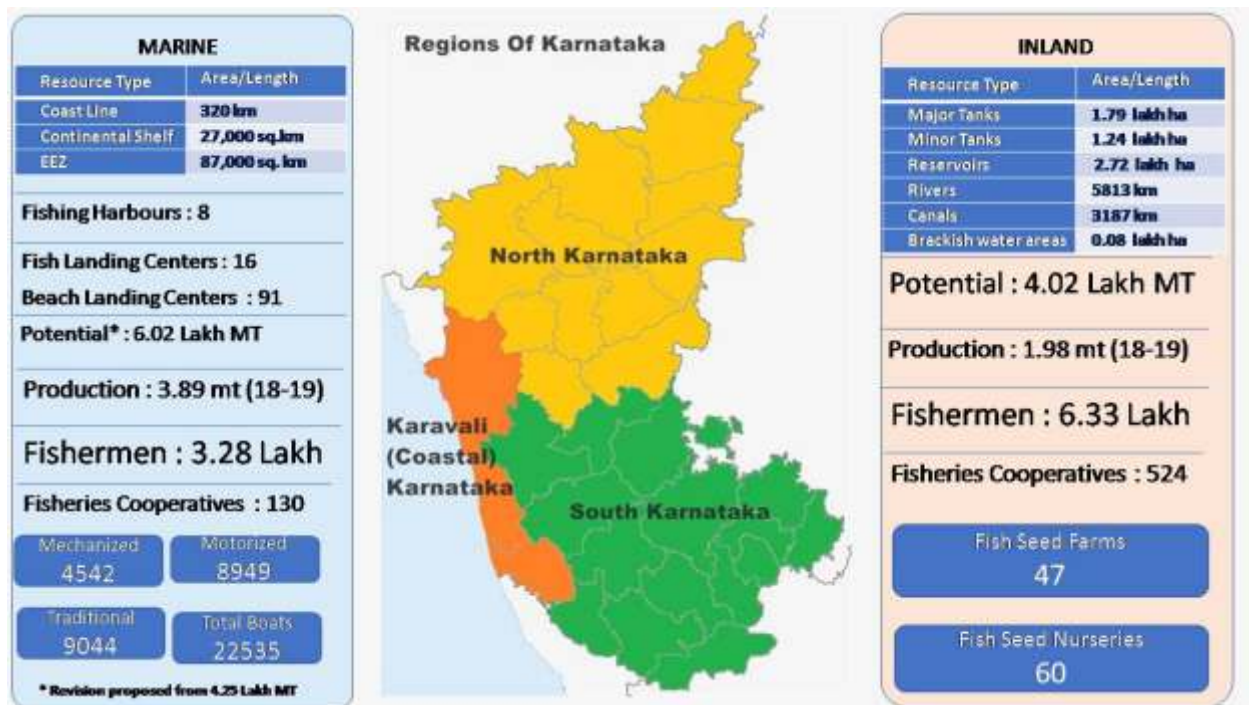 MARINE
Resource Type Area/Length
Coast Line 320 km
Continental Shelf 27,000 sq.km
EEZ 87,000 sq. km
Fishing Harbours : 8
Fish Landing Centers : 16
Beach Landing Centers : 91
Potential* : 6.02 Lakh MT
Production : 3.89 mt (18-19)
Fishermen : 3.28 Lakh
Fisheries Cooperatives : 130
Mechanized
4542
Motorized
8949
Traditional
9044
Total Boats
22535
* Revision proposed from 4.25 Lakh MT
Regions Of Karnataka
North Karnataka
Karavali
(Coastal)
Karnataka
South Karnataka
INLAND
Resource Type Area/Length
Major Tanks 1.79 lakh ha
Minor Tanks 1.24 lakh ha
Reservoirs 2.72 lakh ha
Rivers 5813 km
Canals 3187 km
Brackish water areas 0.08 lakh ha
Potential : 4.02 Lakh MT
Production : 1.98 mt (18-19)
Fishermen : 6.33 Lakh
Fisheries Cooperatives : 524
Fish Seed Farms
47
Fish Seed Nurseries
60